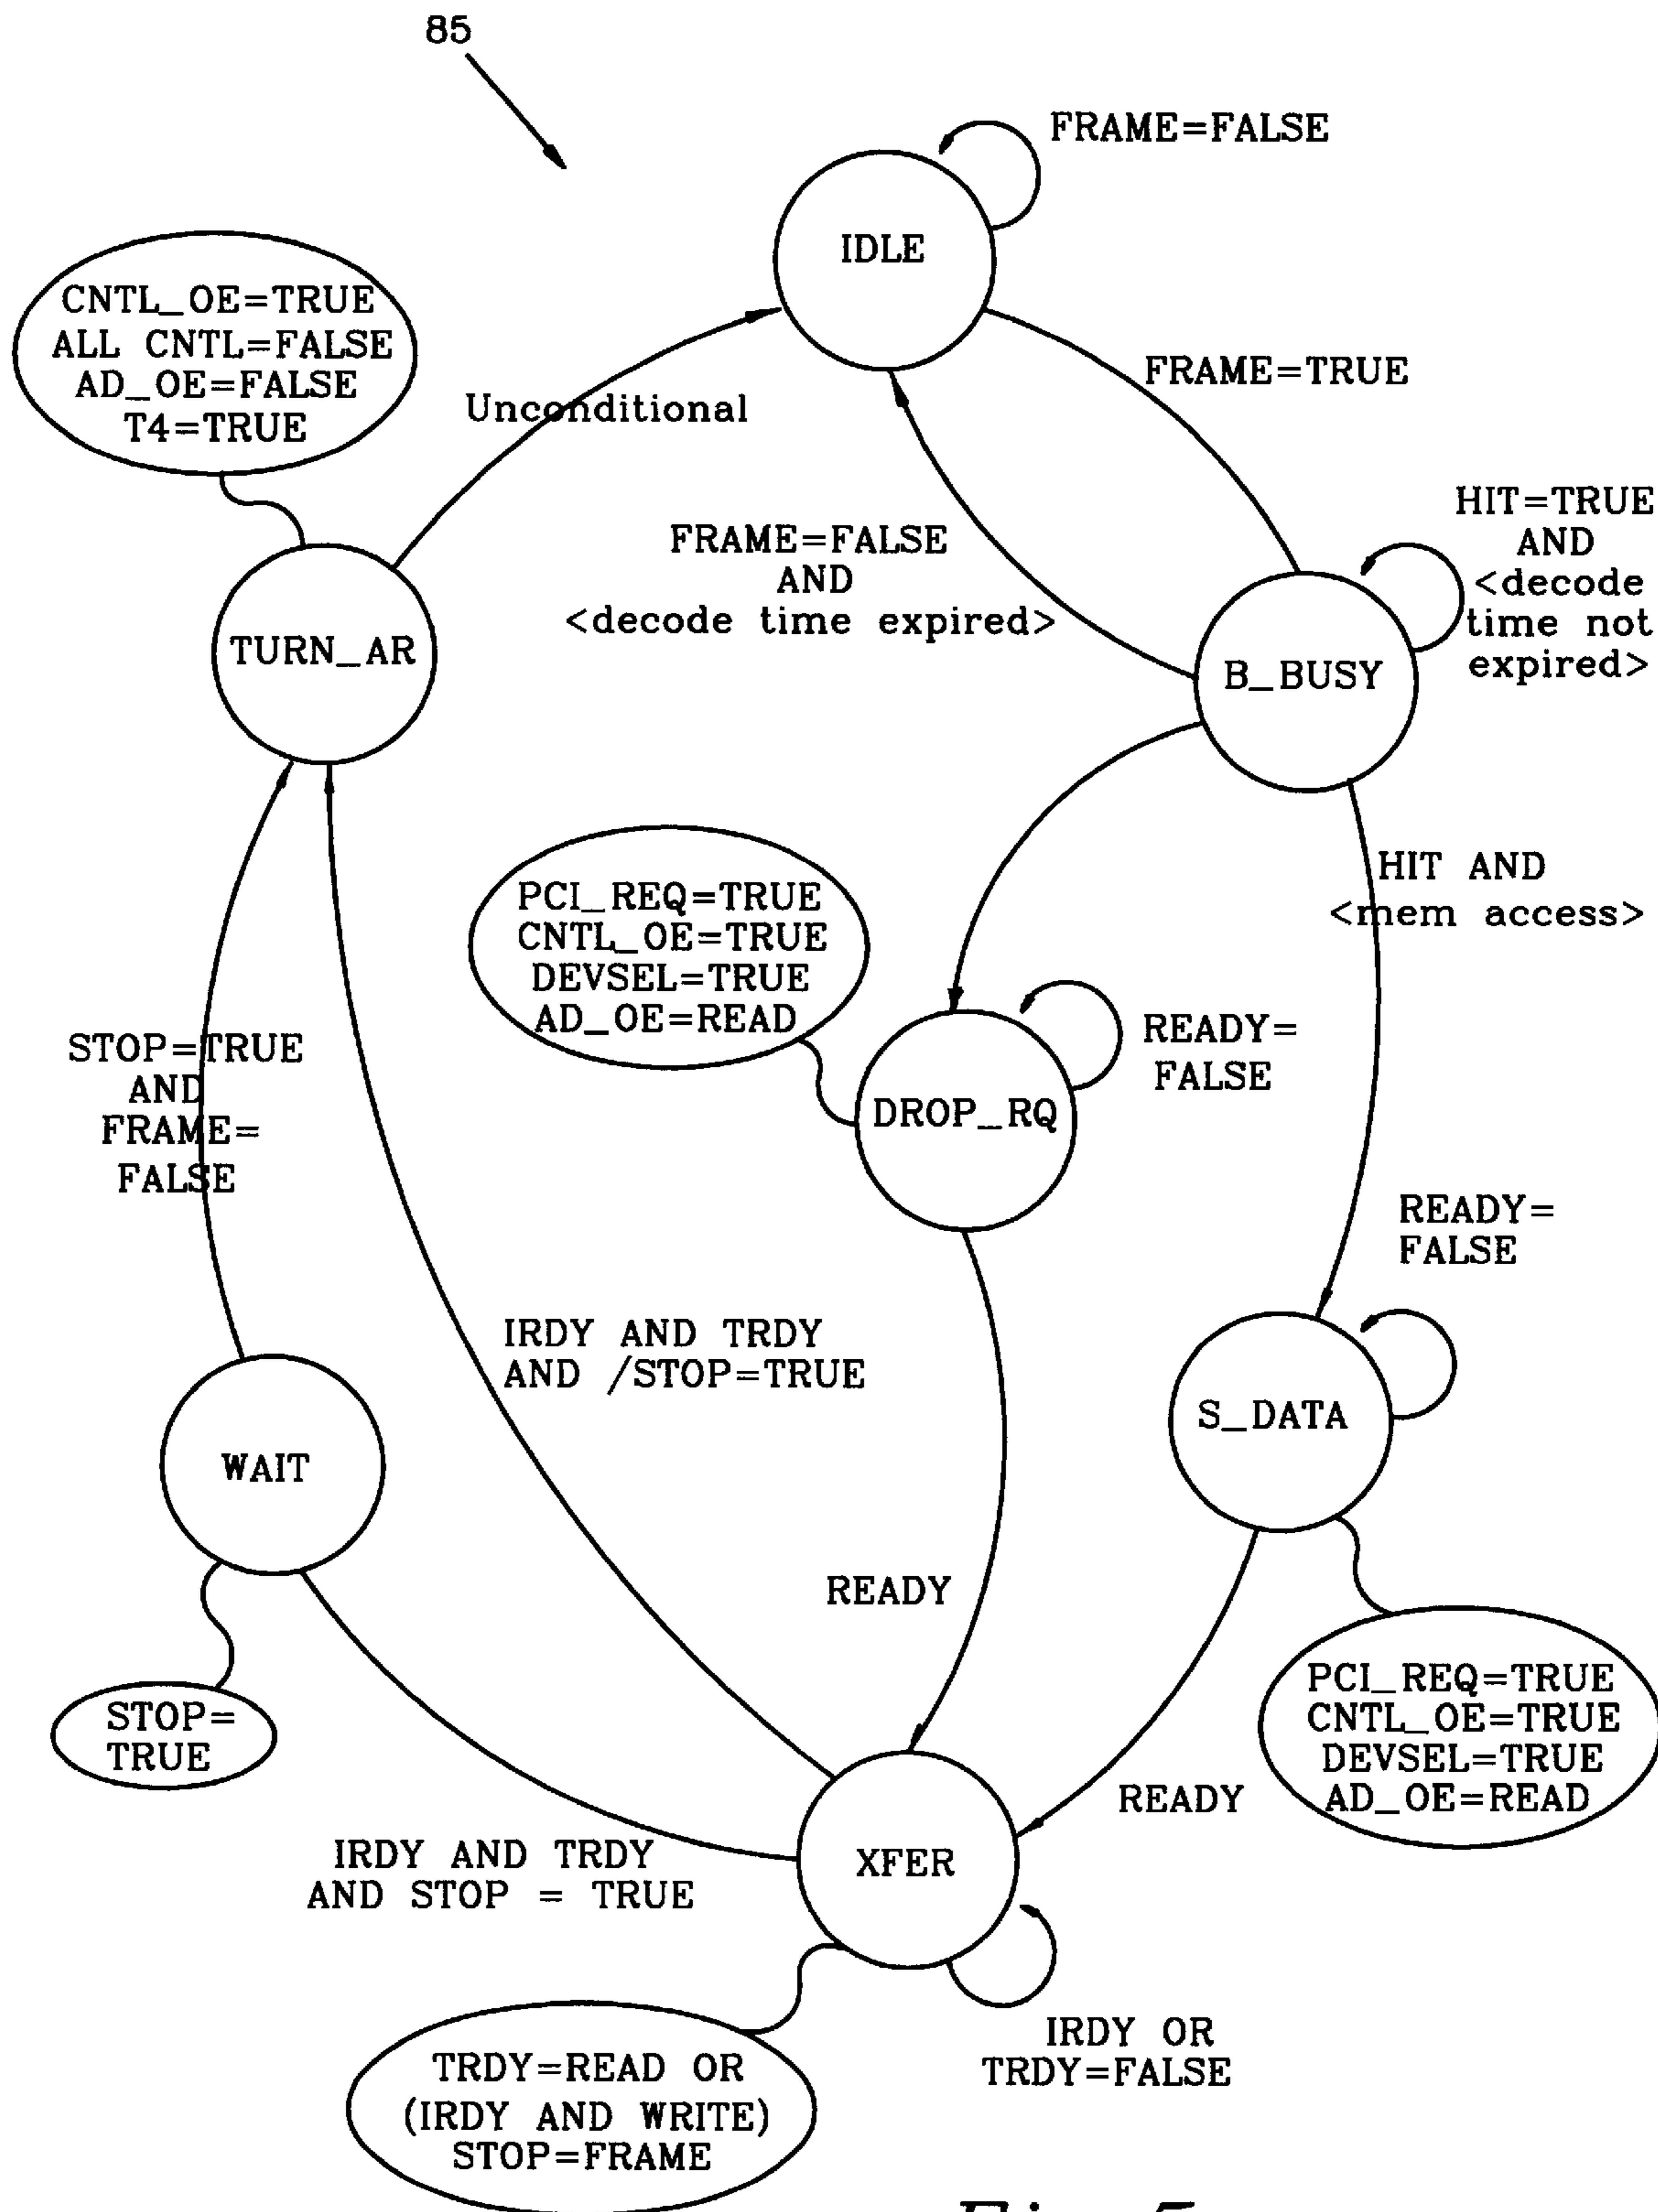 85
FRAME=FALSE
IDLE
CNTL_OE=TRUE
ALL CNTL=FALSE
AD_OE=FALSE
T4=TRUE
FRAME=TRUE
Unconditional
HIT=TRUE
AND
<decode
time not
expired>
FRAME=FALSE
AND
<decode time expired>
TURN_AR
B_BUSY
HIT AND
<mem access>
PCI_REQ=TRUE
CNTL_OE=TRUE
DEVSEL=TRUE
AD_OE=READ
READY=
FALSE
STOP=TRUE
AND
FRAME=
FALSE
DROP_RQ
READY=
FALSE
IRDY AND TRDY
AND /STOP=TRUE
S_DATA
WAIT
READY
STOP=
TRUE
PCI_REQ=TRUE
CNTL_OE=TRUE
DEVSEL=TRUE
AD_OE=READ
READY
IRDY AND TRDY
AND STOP = TRUE
XFER
IRDY OR
TRDY=FALSE
TRDY=READ OR
(IRDY AND WRITE)
STOP=FRAME